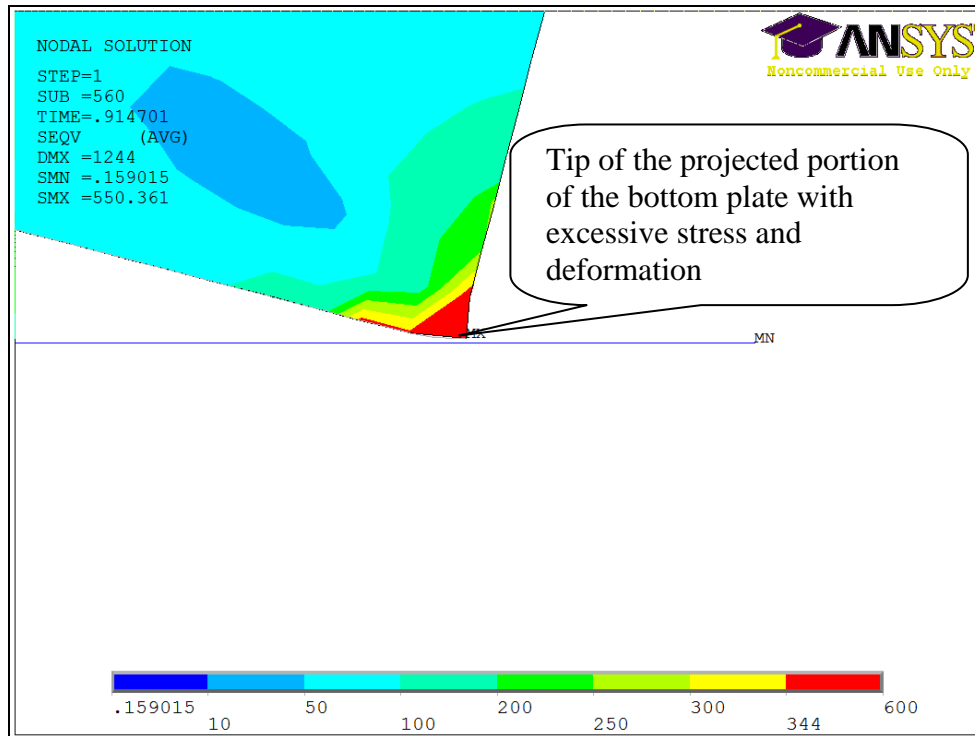 NODAL SOLUTION
STEP=1
SUB =560
TIME=.914701
SEQV (AVG)
DMX =1244
SMN =.159015
SMX =550.361
ANSYS
Noncommercial Use Only
Tip of the projected portion
of the bottom plate with
excessive stress and
deformation
MX
MN
.159015 50 200 300 600
10 100 250 344